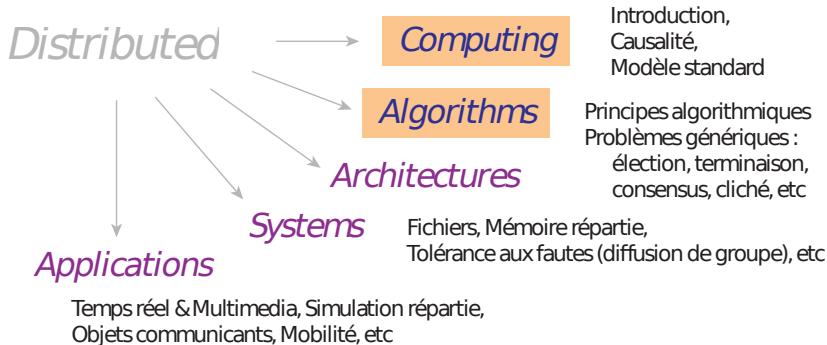 Distributed
Computing
Introduction,
Causalité,
Modèle standard
Algorithms
Principes algorithmiques
Problèmes génériques :
élection, terminaison,
consensus, cliché, etc
Architectures
Systems
Fichiers, Mémoire répartie,
Tolérance aux fautes (diffusion de groupe), etc
Applications
Temps réel & Multimedia, Simulation répartie,
Objets communicants, Mobilité, etc